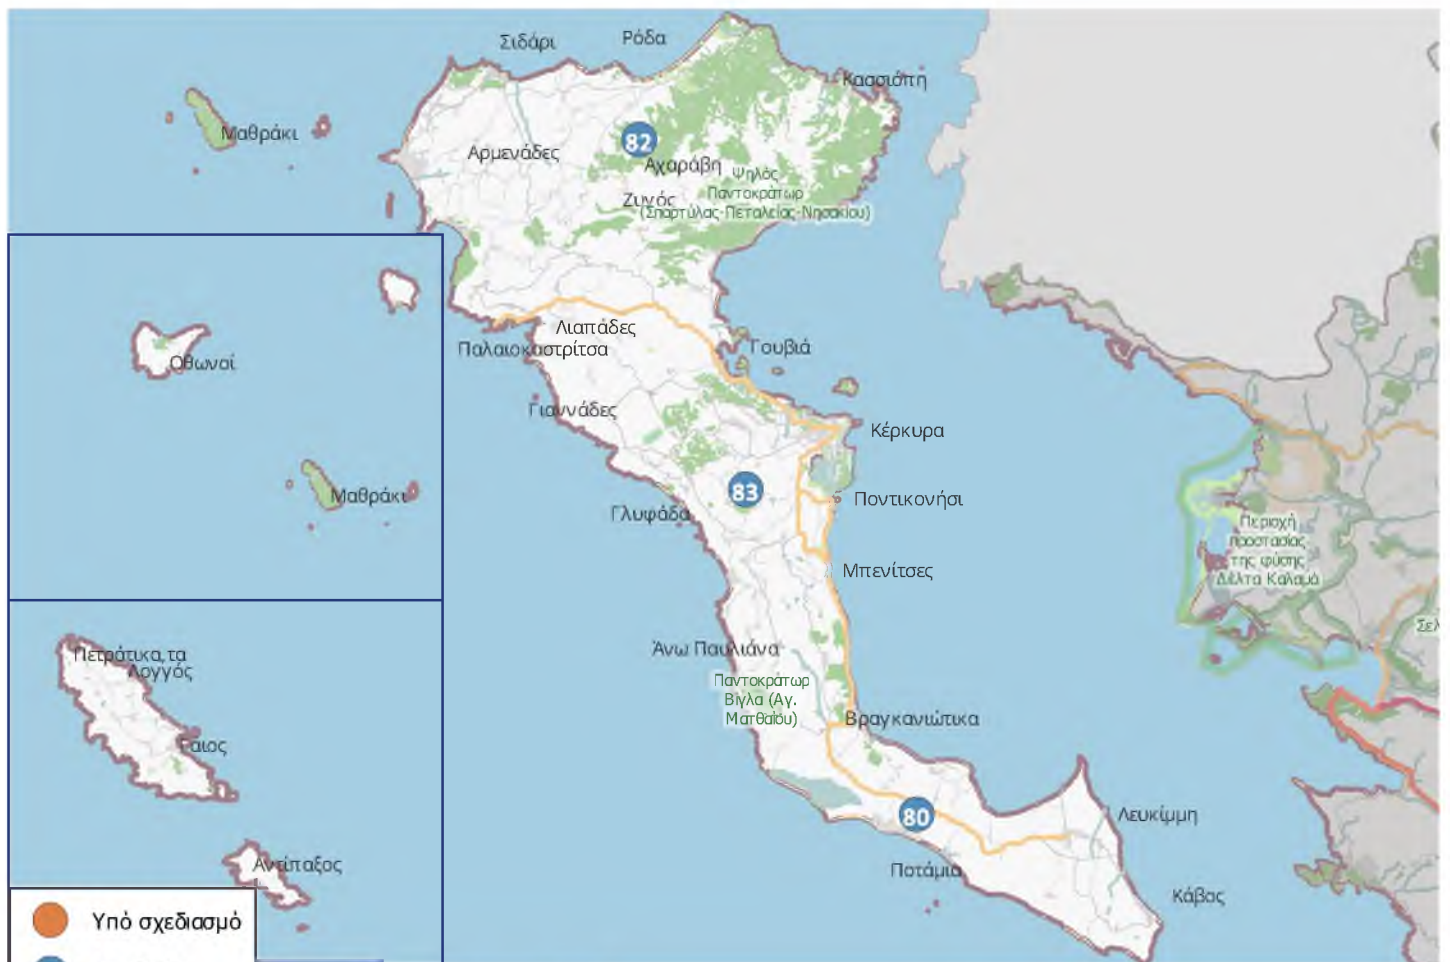 Σιδάρι
Ρόδα
Κασσιόπη
Μαθράκι
82
Αρμενάδες
Αχαράβη
Ψηλός
Παντοκράτωρ
(Σπαρτύλας-Πεταλείας-Νησακίου)
Ζυγός
Λιαπάδες
Παλαιοκαστρίτσα
Γουβιά
Οθωνοί
Γιαννάδες
Κέρκυρα
Μαθράκι
83
Ποντικονήσι
Γλυφάδα
Περιοχή
προστασίας
της φύσης
Δέλτα Καλαμά
Μπενίτσες
Σελ
Άνω Παυλιάνα
Πετράτικα, τα
Λογγός
Παντοκράτωρ
Βίγλα (Αγ.
Ματθαίου)
Βραγκανιώτικα
Γάιος
80
Λευκίμμη
Αντίπαξος
Ποτάμια
Κάβος
Υπό σχεδιασμό